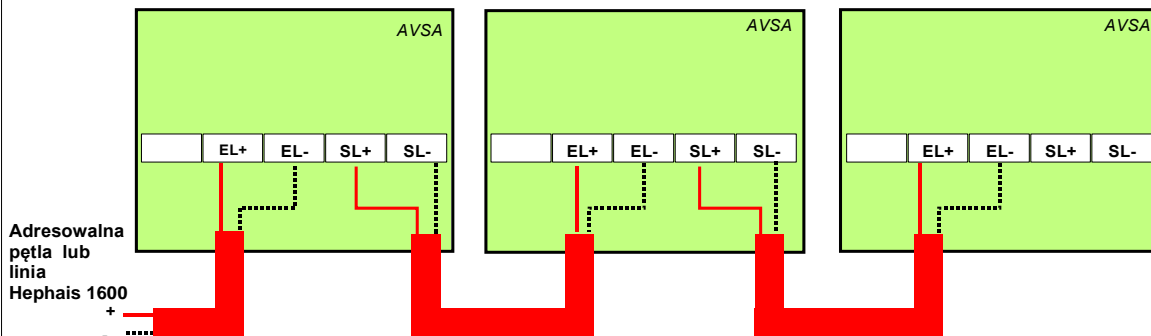 AVSA
AVSA
AVSA
EL+ EL- SL+ SL-
EL+ EL- SL+ SL-
EL+ EL- SL+ SL-
Adresowalna
pętla lub
linia
Hephais 1600
+
-